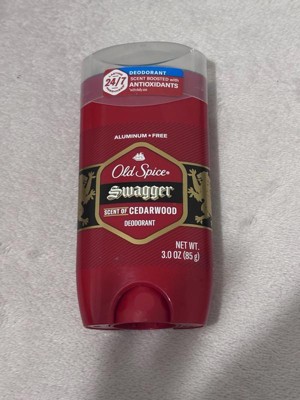 24/7
DEODORANT
SCENT BOOSTED with
ANTIOXIDANTS
ALUMINUM • FREE
Old Spice®
Swagger
SCENT OF CEDARWOOD
DEODORANT
NET WT.
3.0 OZ (85 g)